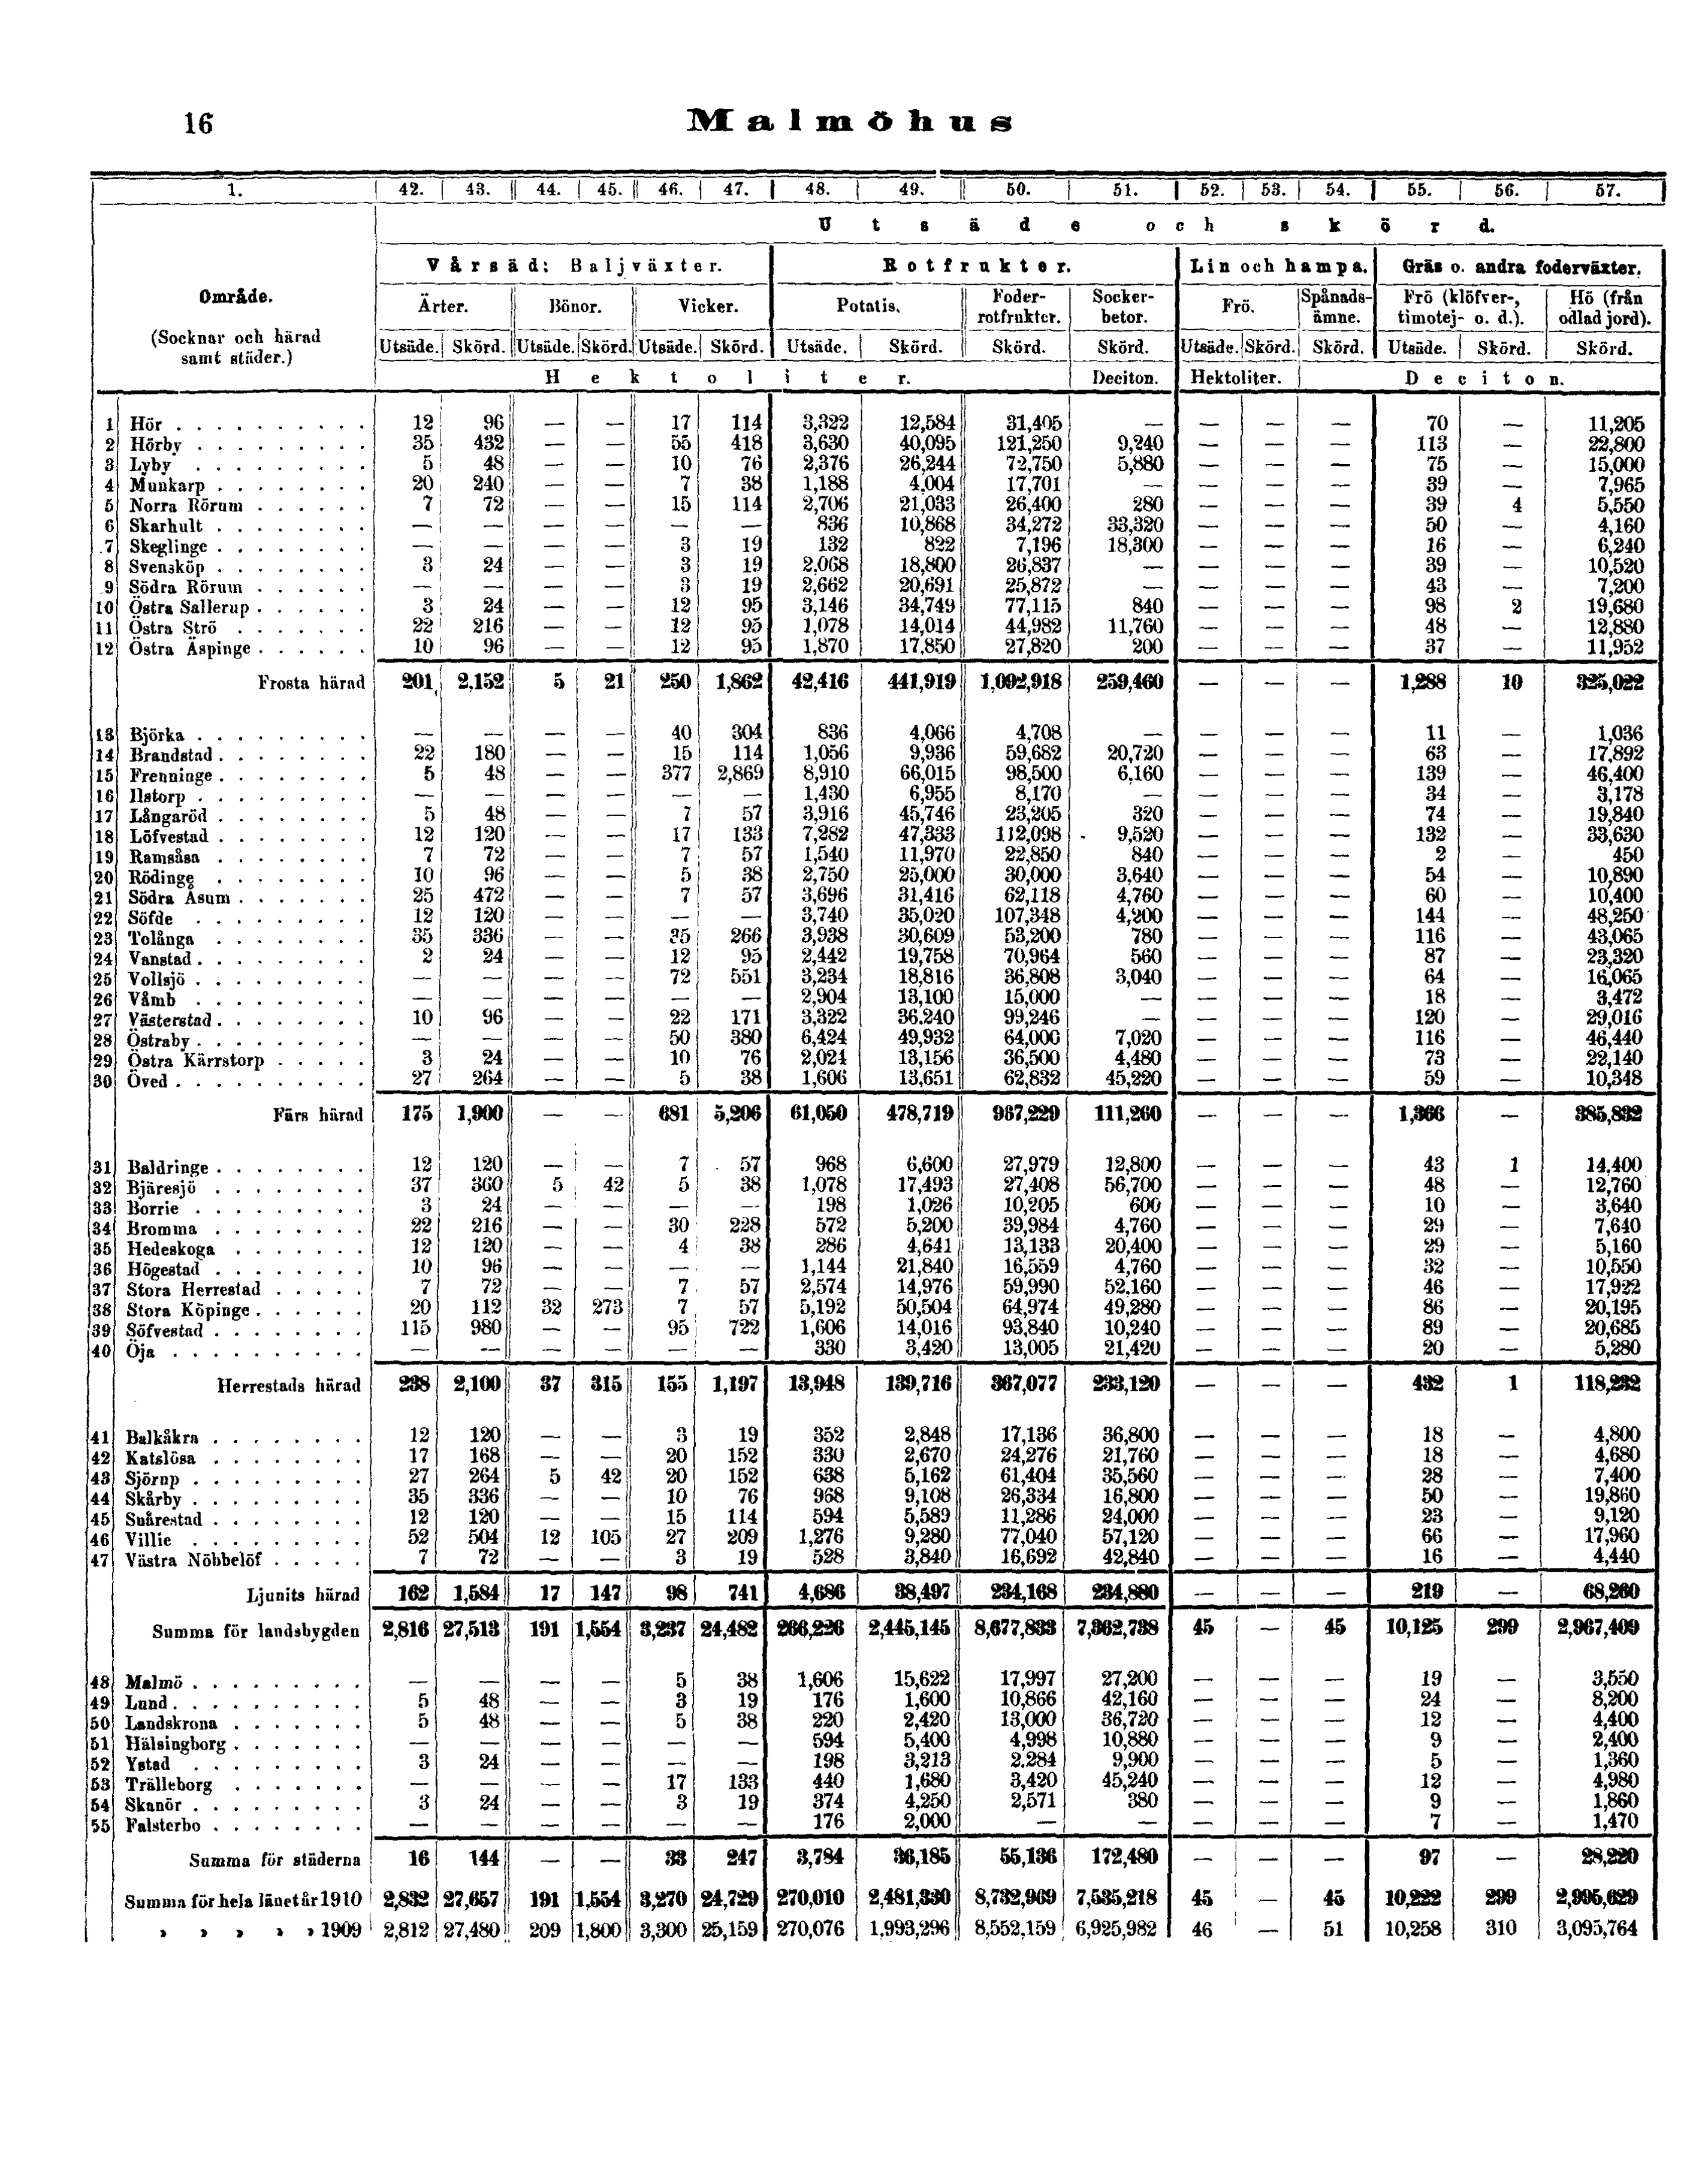 16
Malmöhus
1. 42. 43. 44. 45. 46. 47. 48. 49. 50. 51. 52. 53. 54. 55. 56. 57.
Utsäde och skörd.
Område.
(Socknar och härad samt städer.)
Vårsäd: Baljväxter. Rotfrukter. Lin och hampa. Gräs o. andra foderväxter.
Ärter. Bönor. Vicker. Potatis. Foder-rotfrukter. Socker-betor. Frö. Spånads-ämne. Frö (klöfver-, timotej- o. d.). Hö (från odlad jord).
Utsäde. Skörd. Utsäde. Skörd. Utsäde. Skörd. Utsäde. Skörd. Skörd. Skörd. Utsäde. Skörd. Skörd. Utsäde. Skörd. Skörd.
Hektoliter. Deciton. Hektoliter. Deciton.
1 Hör . . . . . . . . . . 12 96 — — 17 114 3,322 12,584 31,405 — — — — 70 — 11,205
2 Hörby . . . . . . . . . 35 432 — — 55 418 3,630 40,095 121,250 9,240 — — — 113 — 22,800
3 Lyby . . . . . . . . . 5 48 — — 10 76 2,376 26,244 72,750 5,880 — — — 75 — 15,000
4 Munkarp . . . . . . . . 20 240 — — 7 38 1,188 4,004 17,701 — — — — 39 — 7,965
5 Norra Rörum . . . . . . 7 72 — — 15 114 2,706 21,033 26,400 280 — — — 39 4 5,550
6 Skarhult . . . . . . . . — — — — — — 836 10,868 34,272 33,320 — — — 50 — 4,160
7 Skeglinge . . . . . . . . — — — — 3 19 132 822 7,196 18,300 — — — 16 — 6,240
8 Svensköp . . . . . . . . 3 24 — — 3 19 2,068 18,800 26,837 — — — — 39 — 10,520
9 Södra Rörum . . . . . . — — — — 3 19 2,662 20,691 25,872 — — — — 43 — 7,200
10 Östra Sallerup . . . . . . 3 24 — — 12 95 3,146 34,749 77,115 840 — — — 98 2 19,680
11 Östra Strö . . . . . . . 22 216 — — 12 95 1,078 14,014 44,982 11,760 — — — 48 — 12,880
12 Östra Äspinge . . . . . . 10 96 — — 12 95 1,870 17,850 27,820 200 — — — 37 — 11,952
Frosta härad 201 2,152 5 21 250 1,862 42,416 441,919 1,092,918 259,460 — — — 1,288 10 325,022
13 Björka . . . . . . . . . — — — — 40 304 836 4,066 4,708 — — — — 11 — 1,036
14 Brandstad . . . . . . . . 22 180 — — 15 114 1,056 9,936 59,682 20,720 — — — 63 — 17,892
15 Frenninge . . . . . . . . 5 48 — — 377 2,869 8,910 66,015 98,500 6,160 — — — 139 — 46,400
16 Ilstorp . . . . . . . . . — — — — — — 1,430 6,955 8,170 — — — — 34 — 3,178
17 Långaröd . . . . . . . . 5 48 — — 7 57 3,916 45,746 23,205 320 — — — 74 — 19,840
18 Löfvestad . . . . . . . . 12 120 — — 17 133 7,282 47,333 112,098 9,520 — — — 132 — 33,630
19 Ramsåsa . . . . . . . . 7 72 — — 7 57 1,540 11,970 22,850 840 — — — 2 — 450
20 Rödinge . . . . . . . . 10 96 — — 5 38 2,750 25,000 30,000 3,640 — — — 54 — 10,890
21 Södra Åsum . . . . . . . 25 472 — — 7 57 3,696 31,416 62,118 4,760 — — — 60 — 10,400
22 Söfde . . . . . . . . . 12 120 — — — — 3,740 35,020 107,348 4,200 — — — 144 — 48,250
23 Tolånga . . . . . . . . 35 336 — — 35 266 3,938 30,609 53,200 780 — — — 116 — 43,065
24 Vanstad . . . . . . . . . 2 24 — — 12 95 2,442 19,758 70,964 560 — — — 87 — 23,320
25 Vollsjö . . . . . . . . . — — — — 72 551 3,234 18,816 36,808 3,040 — — — 64 — 16,065
26 Våmb . . . . . . . . . — — — — — — 2,904 13,100 15,000 — — — — 18 — 3,472
27 Västerstad . . . . . . . . 10 96 — — 22 171 3,322 36,240 99,246 — — — — 120 — 29,016
28 Östraby . . . . . . . . . — — — — 50 380 6,424 49,932 64,000 7,020 — — — 116 — 46,440
29 Östra Kärrstorp . . . . . 3 24 — — 10 76 2,024 13,156 36,500 4,480 — — — 73 — 22,140
30 Öved . . . . . . . . . . 27 264 — — 5 38 1,606 13,651 62,832 45,220 — — — 59 — 10,348
Färs härad 175 1,900 — — 681 5,206 61,050 478,719 967,229 111,260 — — — 1,366 — 385,832
31 Baldringe . . . . . . . . 12 120 — — 7 57 968 6,600 27,979 12,800 — — — 43 1 14,400
32 Bjäresjö . . . . . . . . 37 360 5 42 5 38 1,078 17,493 27,408 56,700 — — — 48 — 12,760
33 Borrie . . . . . . . . . 3 24 — — — — 198 1,026 10,205 600 — — — 10 — 3,640
34 Bromma . . . . . . . . 22 216 — — 30 228 572 5,200 39,984 4,760 — — — 29 — 7,640
35 Hedeskoga . . . . . . . 12 120 — — 4 38 286 4,641 13,133 20,400 — — — 29 — 5,160
36 Högestad . . . . . . . . 10 96 — — — — 1,144 21,840 16,559 4,760 — — — 32 — 10,550
37 Stora Herrestad . . . . . 7 72 — — 7 57 2,574 14,976 59,990 52,160 — — — 46 — 17,922
38 Stora Köpinge . . . . . . 20 112 32 273 7 57 5,192 50,504 64,974 49,280 — — — 86 — 20,195
39 Söfvestad . . . . . . . . 115 980 — — 95 722 1,606 14,016 93,840 10,240 — — — 89 — 20,685
40 Öja . . . . . . . . . . — — — — — — 330 3,420 13,005 21,420 — — — 20 — 5,280
Herrestads härad 238 2,100 37 315 155 1,197 13,948 139,716 367,077 233,120 — — — 432 1 118,232
41 Balkåkra . . . . . . . . 12 120 — — 3 19 352 2,848 17,136 36,800 — — — 18 — 4,800
42 Katslösa . . . . . . . . 17 168 — — 20 152 330 2,670 24,276 21,760 — — — 18 — 4,680
43 Sjörup . . . . . . . . . 27 264 5 42 20 152 638 5,162 61,404 35,560 — — — 28 — 7,400
44 Skårby . . . . . . . . . 35 336 — — 10 76 968 9,108 26,334 16,800 — — — 50 — 19,860
45 Snårestad . . . . . . . . 12 120 — — 15 114 594 5,589 11,286 24,000 — — — 23 — 9,120
46 Villie . . . . . . . . . 52 504 12 105 27 209 1,276 9,280 77,040 57,120 — — — 66 — 17,960
47 Västra Nöbbelöf . . . . . 7 72 — — 3 19 528 3,840 16,692 42,840 — — — 16 — 4,440
Ljunits härad 162 1,584 17 147 98 741 4,686 38,497 234,168 234,880 — — — 219 — 68,260
Summa för landsbygden 2,816 27,513 191 1,554 3,237 24,482 266,226 2,445,145 8,677,833 7,362,738 45 — 45 10,125 299 2,967,409
48 Malmö . . . . . . . . . — — — — 5 38 1,606 15,622 17,997 27,200 — — — 19 — 3,550
49 Lund . . . . . . . . . . 5 48 — — 3 19 176 1,600 10,866 42,160 — — — 24 — 8,200
50 Landskrona . . . . . . . 5 48 — — 5 38 220 2,420 13,000 36,720 — — — 12 — 4,400
51 Hälsingborg . . . . . . . — — — — — — 594 5,400 4,998 10,880 — — — 9 — 2,400
52 Ystad . . . . . . . . . 3 24 — — — — 198 3,213 2,284 9,900 — — — 5 — 1,360
53 Trälleborg . . . . . . . — — — — 17 133 440 1,680 3,420 45,240 — — — 12 — 4,980
54 Skanör . . . . . . . . . 3 24 — — 3 19 374 4,250 2,571 380 — — — 9 — 1,860
55 Falsterbo . . . . . . . . — — — — — — 176 2,000 — — — — — 7 — 1,470
Summa för städerna 16 144 — — 33 247 3,784 36,185 55,136 172,480 — — — 97 — 28,220
Summa för hela länet år 1910 2,832 27,657 191 1,554 3,270 24,729 270,010 2,481,330 8,732,969 7,535,218 45 — 45 10,222 299 2,995,629
» » » » » 1909 2,812 27,480 209 1,800 3,300 25,159 270,076 1,993,296 8,552,159 6,925,982 46 — 51 10,258 310 3,095,764